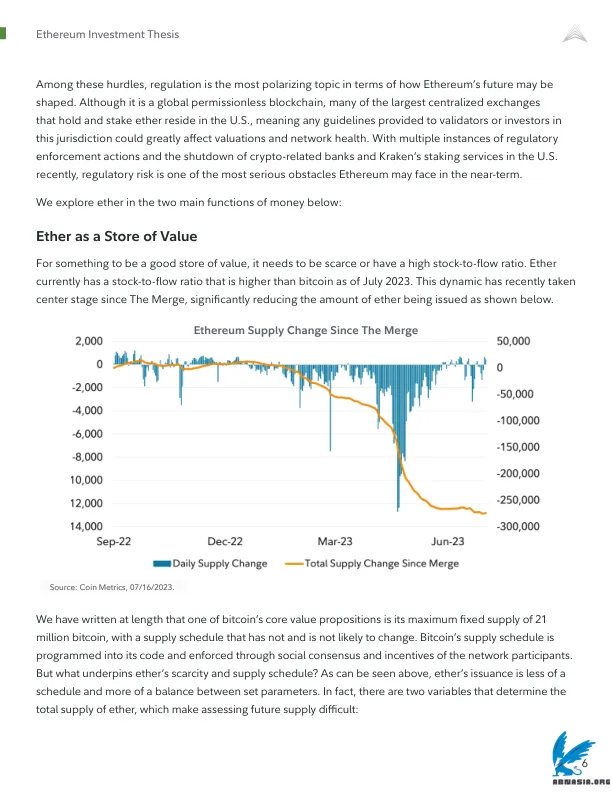 Ethereum Investment Thesis
Among these hurdles, regulation is the most polarizing topic in terms of how Ethereum’s future may be
shaped. Although it is a global permissionless blockchain, many of the largest centralized exchanges
that hold and stake ether reside in the U.S., meaning any guidelines provided to validators or investors in
this jurisdiction could greatly affect valuations and network health. With multiple instances of regulatory
enforcement actions and the shutdown of crypto-related banks and Kraken’s staking services in the U.S.
recently, regulatory risk is one of the most serious obstacles Ethereum may face in the near-term.
We explore ether in the two main functions of money below:
Ether as a Store of Value
For something to be a good store of value, it needs to be scarce or have a high stock-to-flow ratio. Ether
currently has a stock-to-flow ratio that is higher than bitcoin as of July 2023. This dynamic has recently taken
center stage since The Merge, significantly reducing the amount of ether being issued as shown below.
Ethereum Supply Change Since The Merge
2,000
0
-2,000
-4,000
-6,000
-8,000
10,000
12,000
14,000
50,000
0
-50,000
-100,000
-150,000
-200,000
-250,000
-300,000
Sep-22 Dec-22 Mar-23 Jun-23
Daily Supply Change Total Supply Change Since Merge
Source: Coin Metrics, 07/16/2023.
We have written at length that one of bitcoin’s core value propositions is its maximum fixed supply of 21
million bitcoin, with a supply schedule that has not and is not likely to change. Bitcoin’s supply schedule is
programmed into its code and enforced through social consensus and incentives of the network participants.
But what underpins ether’s scarcity and supply schedule? As can be seen above, ether’s issuance is less of a
schedule and more of a balance between set parameters. In fact, there are two variables that determine the
total supply of ether, which make assessing future supply difficult:
6
ABNASIA.ORG